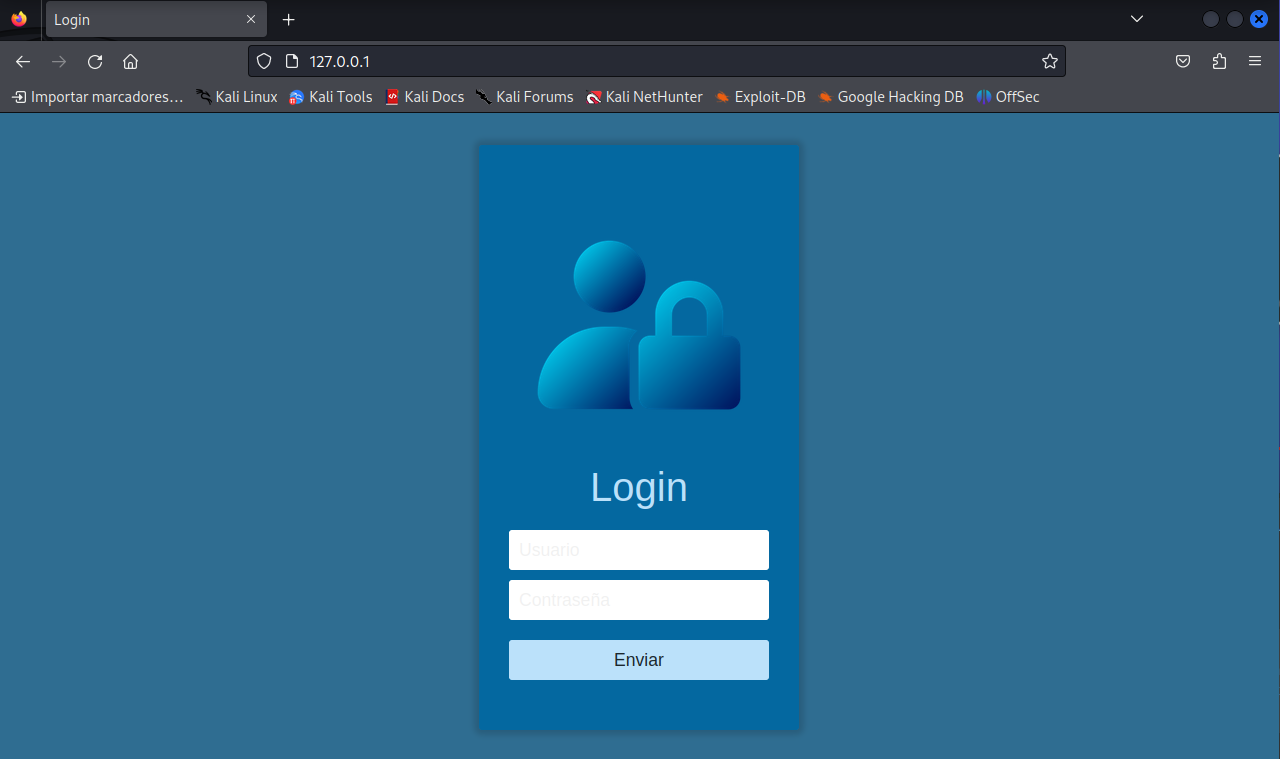 Login
127.0.0.1
Importar marcadores… Kali Linux Kali Tools Kali Docs Kali Forums Kali NetHunter Exploit-DB Google Hacking DB OffSec
Login
Usuario
Contraseña
Enviar